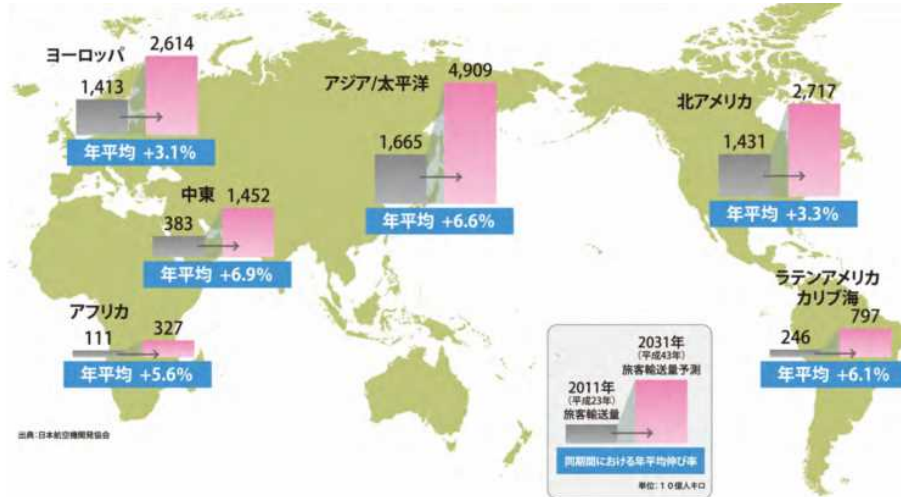 ヨーロッパ
2,614
1,413
年平均 +3.1%
アジア/太平洋
4,909
1,665
年平均 +6.6%
北アメリカ
2,717
1,431
年平均 +3.3%
中東
1,452
383
年平均 +6.9%
アフリカ
327
111
年平均 +5.6%
ラテンアメリカ
カリブ海
797
246
年平均 +6.1%
2031年
(平成43年)
旅客輸送量予測
2011年
(平成23年)
旅客輸送量
同期間における年平均伸び率
単位:10億人キロ
出典:日本航空機開発協会